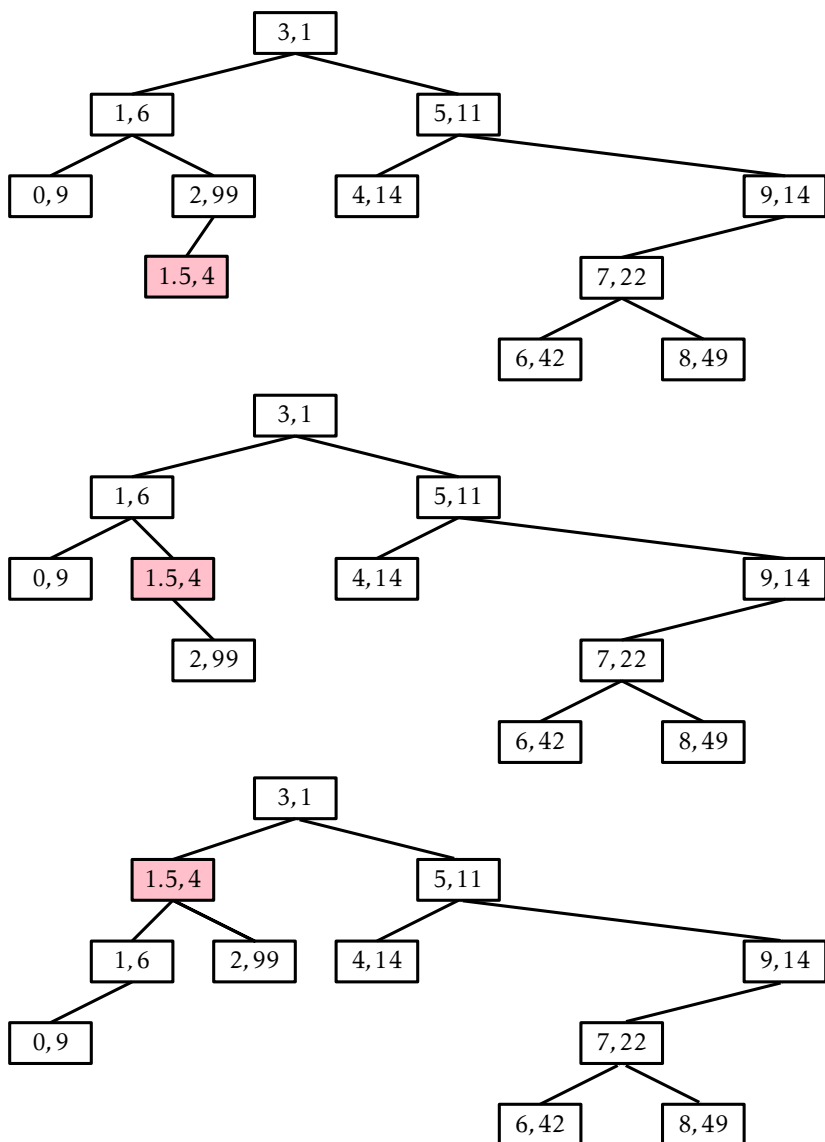 3, 1
1, 6 5, 11
0, 9 2, 99 4, 14 9, 14
1.5, 4 7, 22
6, 42 8, 49
3, 1
1, 6 5, 11
0, 9 1.5, 4 4, 14 9, 14
2, 99 7, 22
6, 42 8, 49
3, 1
1.5, 4 5, 11
1, 6 2, 99 4, 14 9, 14
0, 9 7, 22
6, 42 8, 49